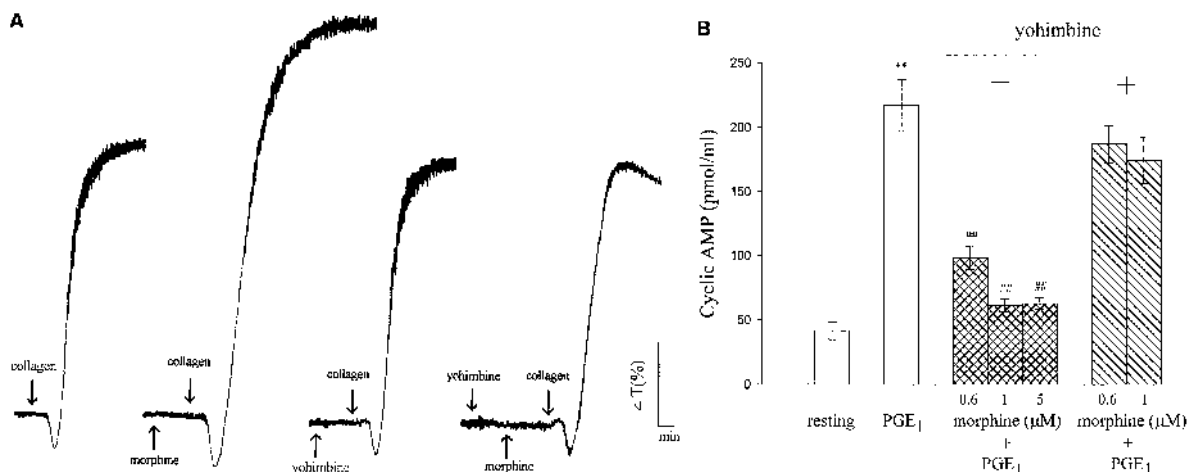 A
collagen
collagen
morphine
collagen
yohimbine
yohimbine
collagen
morphine
⊿T(%)
min
B
yohimbine
− +
Cyclic AMP (pmol/ml)
250
200
150
100
50
0
**
##
##
##
resting
PGE1
0.6 1 5
morphine (μM)
+
PGE1
0.6 1
morphine (μM)
+
PGE1